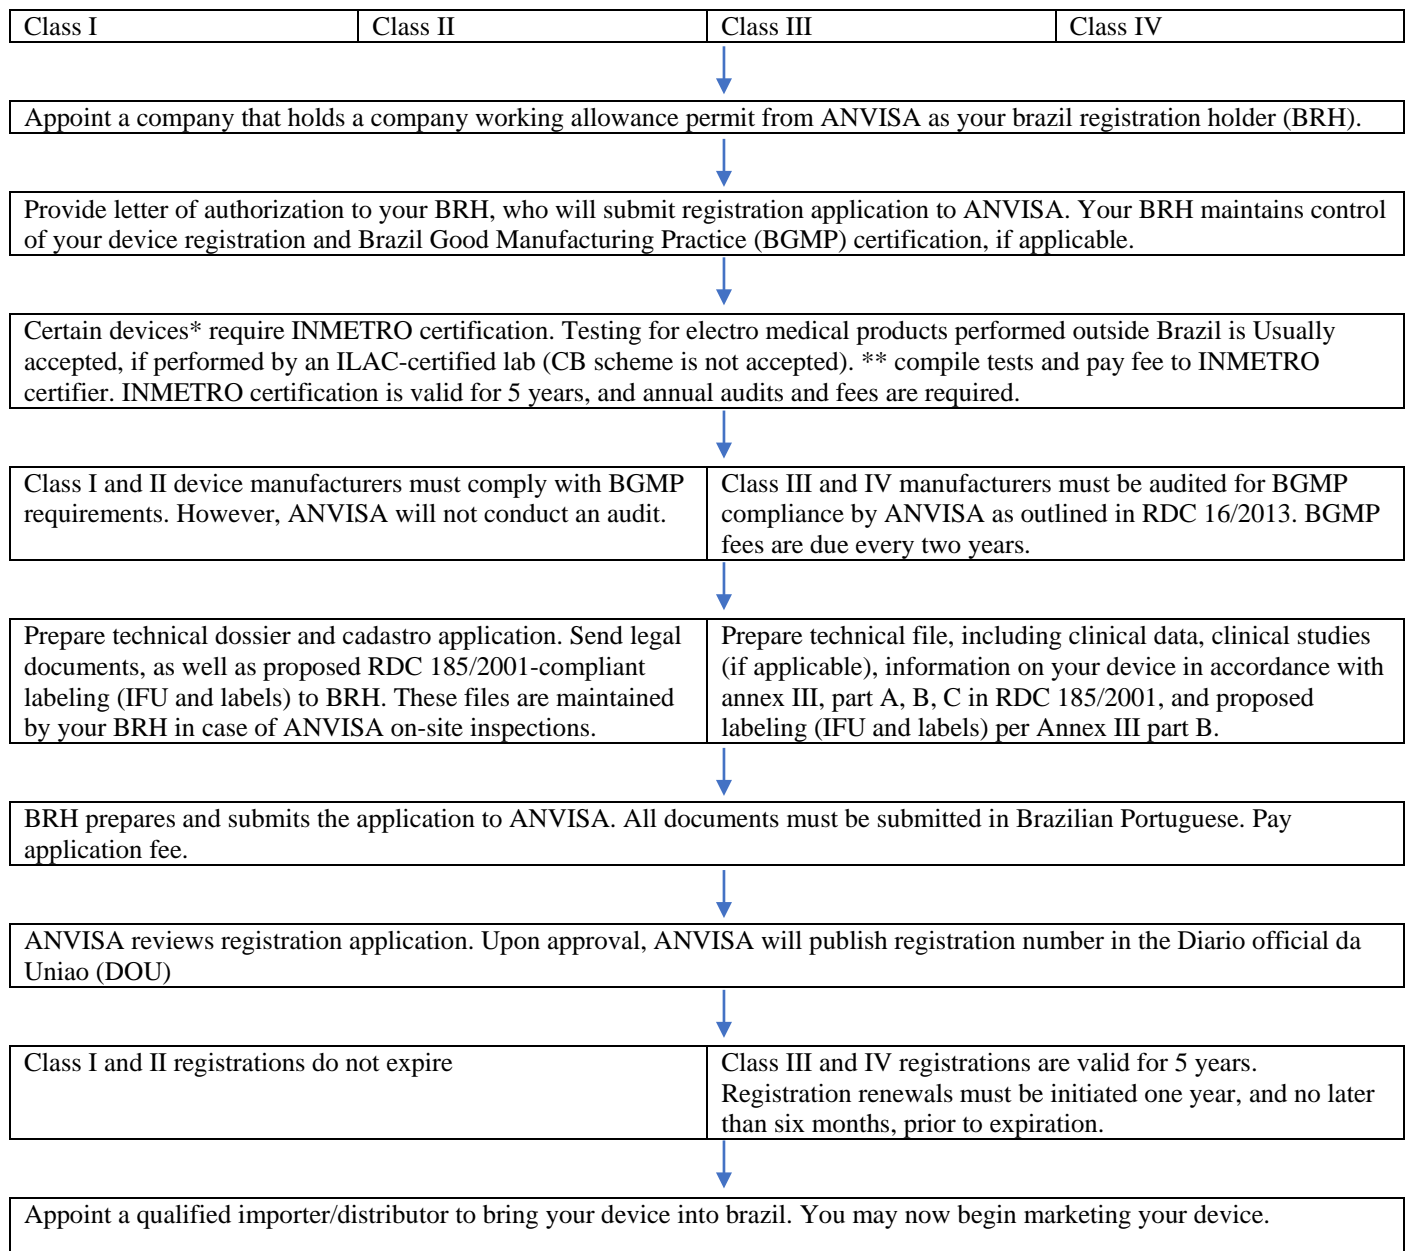 Class I
Class II
Class III
Class IV
Appoint a company that holds a company working allowance permit from ANVISA as your brazil registration holder (BRH).
Provide letter of authorization to your BRH, who will submit registration application to ANVISA. Your BRH maintains control
of your device registration and Brazil Good Manufacturing Practice (BGMP) certification, if applicable.
Certain devices* require INMETRO certification. Testing for electro medical products performed outside Brazil is Usually
accepted, if performed by an ILAC-certified lab (CB scheme is not accepted). ** compile tests and pay fee to INMETRO
certifier. INMETRO certification is valid for 5 years, and annual audits and fees are required.
Class I and II device manufacturers must comply with BGMP
requirements. However, ANVISA will not conduct an audit.
Class III and IV manufacturers must be audited for BGMP
compliance by ANVISA as outlined in RDC 16/2013. BGMP
fees are due every two years.
Prepare technical dossier and cadastro application. Send legal
documents, as well as proposed RDC 185/2001-compliant
labeling (IFU and labels) to BRH. These files are maintained
by your BRH in case of ANVISA on-site inspections.
Prepare technical file, including clinical data, clinical studies
(if applicable), information on your device in accordance with
annex III, part A, B, C in RDC 185/2001, and proposed
labeling (IFU and labels) per Annex III part B.
BRH prepares and submits the application to ANVISA. All documents must be submitted in Brazilian Portuguese. Pay
application fee.
ANVISA reviews registration application. Upon approval, ANVISA will publish registration number in the Diario official da
Uniao (DOU)
Class I and II registrations do not expire
Class III and IV registrations are valid for 5 years.
Registration renewals must be initiated one year, and no later
than six months, prior to expiration.
Appoint a qualified importer/distributor to bring your device into brazil. You may now begin marketing your device.